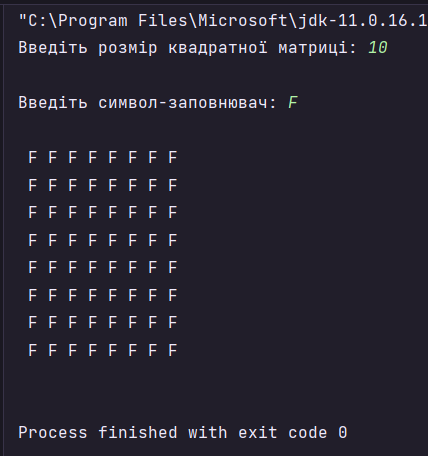 "C:\Program Files\Microsoft\jdk-11.0.16.1
Введіть розмір квадратної матриці: 10
Введіть символ-заповнювач: F
F F F F F F F F
F F F F F F F F
F F F F F F F F
F F F F F F F F
F F F F F F F F
F F F F F F F F
F F F F F F F F
F F F F F F F F
Process finished with exit code 0